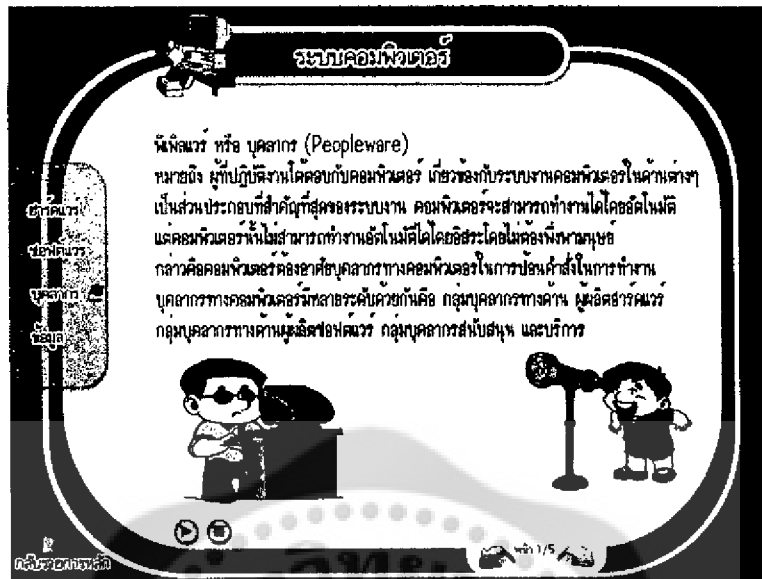 ระบบคอมพิวเตอร์
พีเพิลแวร์ หรือ บุคลากร (Peopleware)
หมายถึง ผู้ที่ปฏิบัติงานโต้ตอบกับคอมพิวเตอร์ เกี่ยวข้องกับระบบงานคอมพิวเตอร์ในด้านต่างๆ
เป็นส่วนประกอบที่สำคัญที่สุดของระบบงาน คอมพิวเตอร์จะสามารถทำงานได้โดยอัตโนมัติ
แต่คอมพิวเตอร์นั้นไม่สามารถทำงานอัตโนมัติได้โดยอิสระโดยไม่ต้องพึ่งพามนุษย์
กล่าวคือคอมพิวเตอร์ต้องอาศัยบุคลากรทางคอมพิวเตอร์ในการป้อนคำสั่งในการทำงาน
บุคลากรทางคอมพิวเตอร์มีหลายระดับด้วยกันคือ กลุ่มบุคลากรทางด้าน ผู้ผลิตฮาร์ดแวร์
กลุ่มบุคลากรทางด้านผู้ผลิตซอฟต์แวร์ กลุ่มบุคลากรสนับสนุน และบริการ
ฮาร์ดแวร์
ซอฟต์แวร์
บุคลากร
ข้อมูล
กลับรายการหลัก
หน้า 1/5